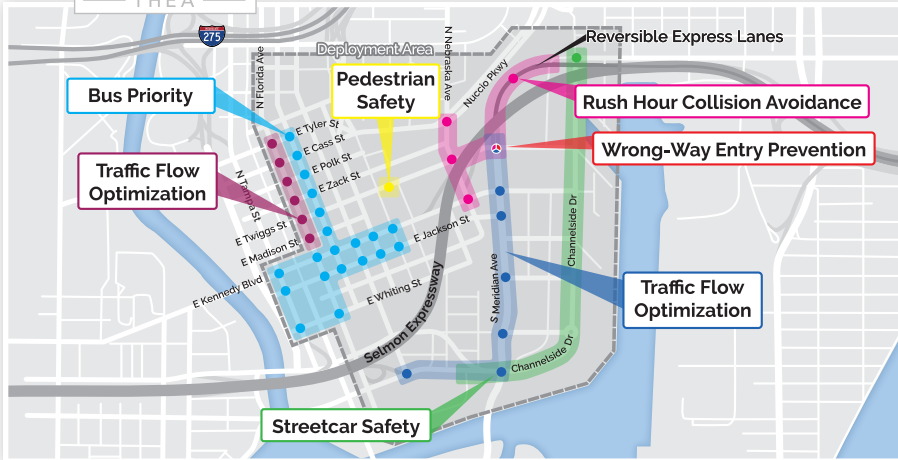 THEA
275
Deployment Area
N Florida Ave
N Nebraska Ave
Nuccio Pkwy
Reversible Express Lanes
Bus Priority
Pedestrian
Safety
Rush Hour Collision Avoidance
E Tyler St
E Cass St
E Polk St
E Zack St
Wrong-Way Entry Prevention
Traffic Flow
Optimization
N Tampa St
E Twiggs St
E Madison St
E Jackson St
E Kennedy Blvd
E Whiting St
Selmon Expressway
S Meridian Ave
Channelside Dr
Traffic Flow
Optimization
Channelside Dr
Streetcar Safety